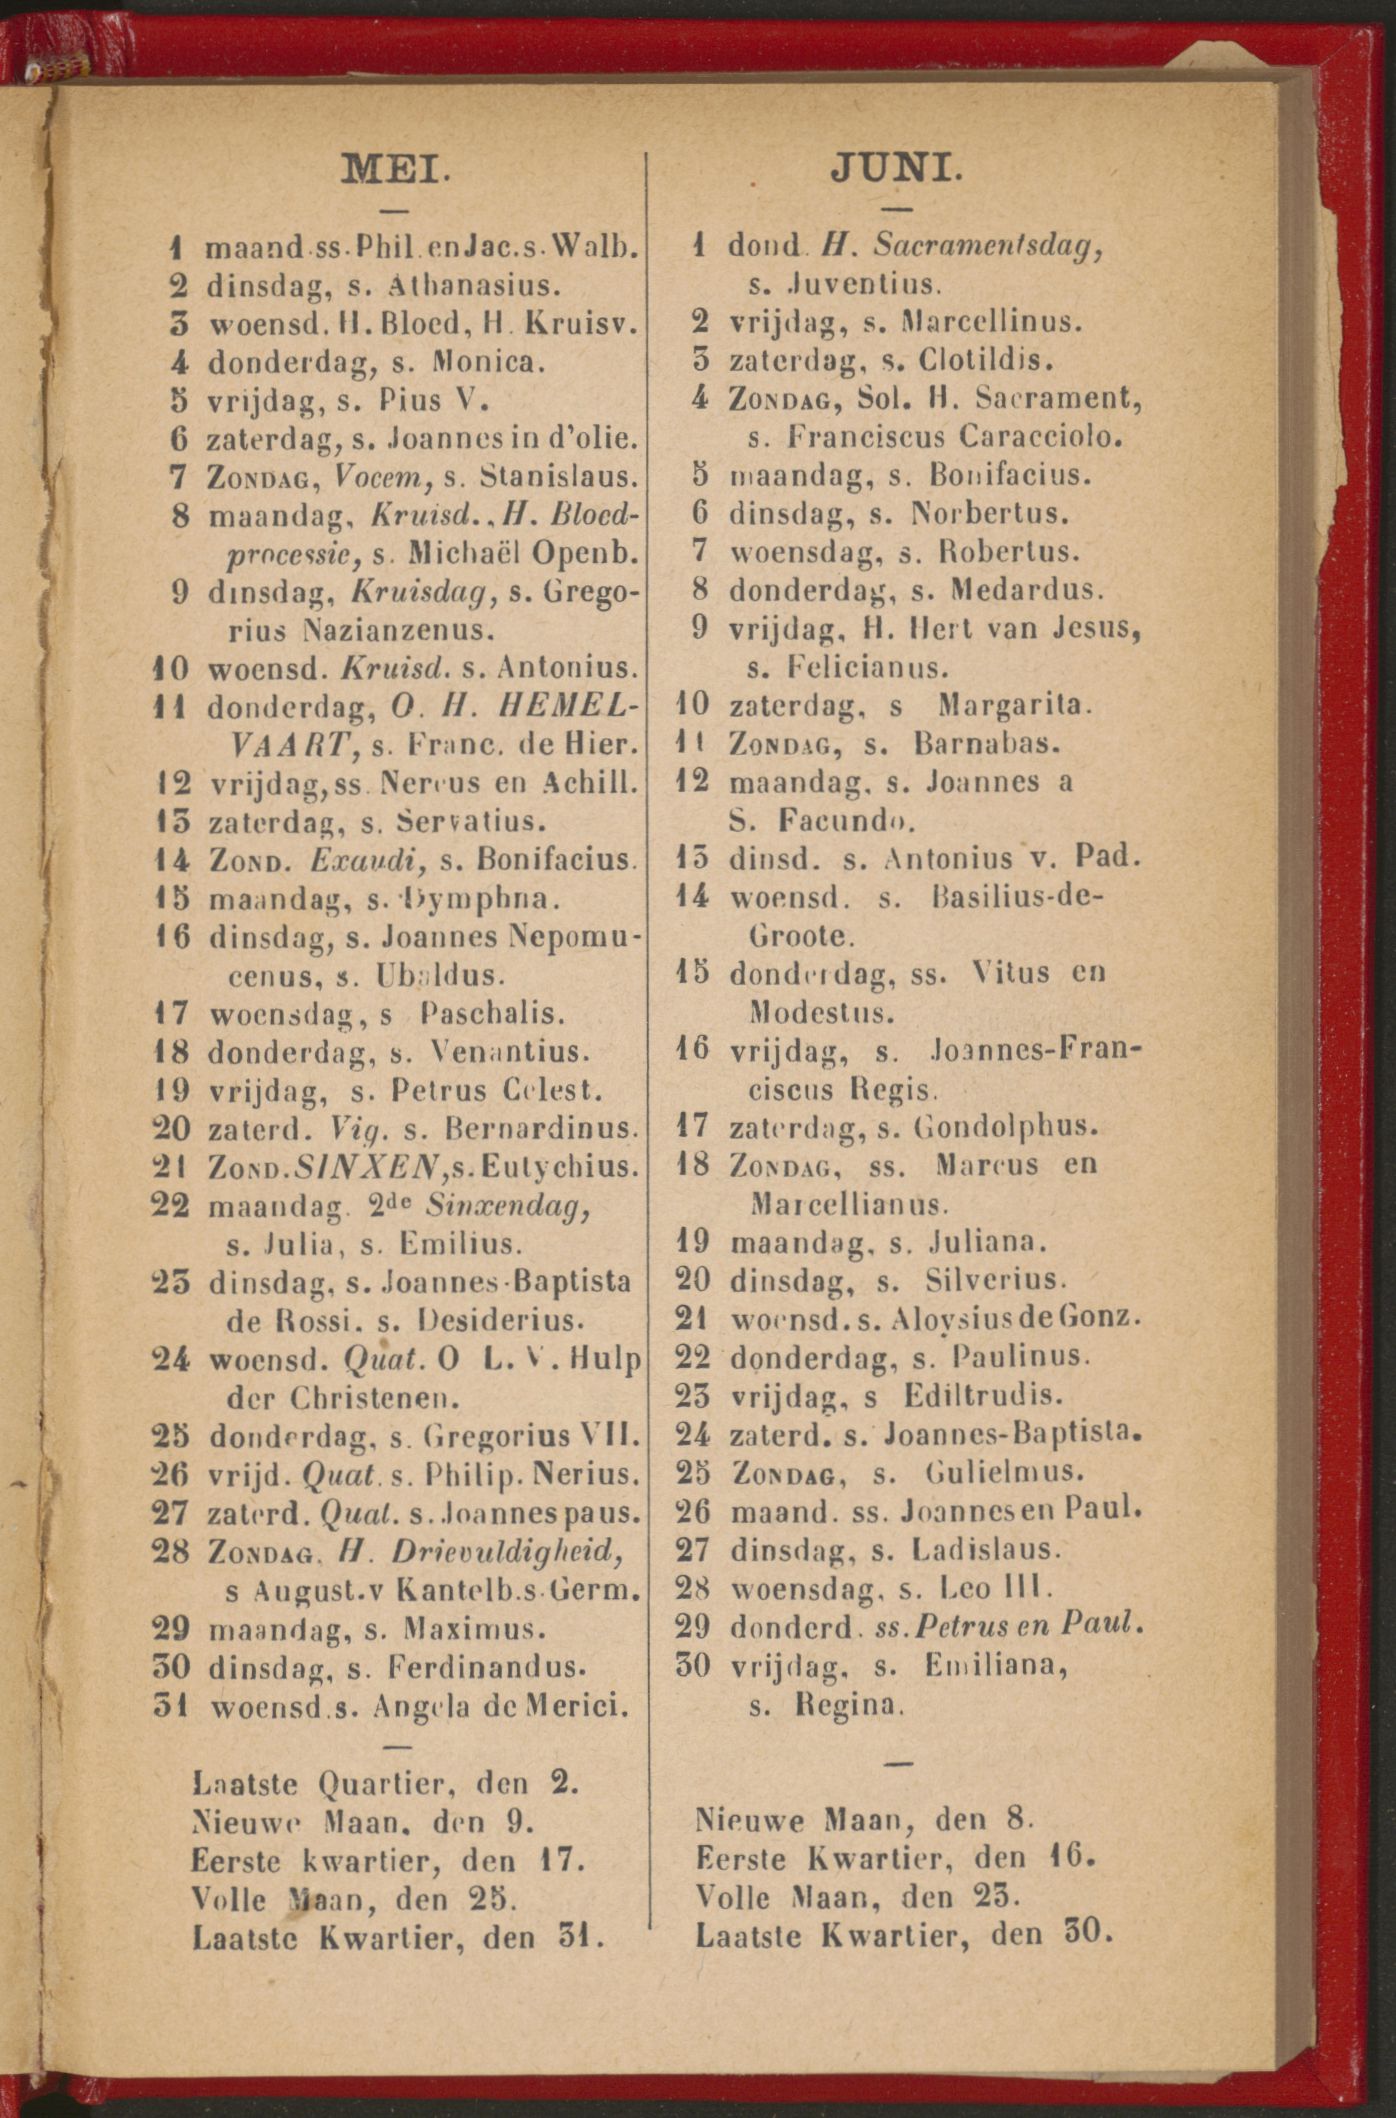 MEI.
1 maand.ss.Phil.enJac.s.Walb.
2 dinsdag, s. Athanasius.
3 woensd. H. Bloed, H. Kruisv.
4 donderdag, s. Monica.
5 vrijdag, s. Pius V.
6 zaterdag, s. Joannes in d'olie.
7 ZONDAG, Vocem, s. Stanislaus.
8 maandag, Kruisd., H. Bloed-
processie, s. Michaël Openb.
9 dinsdag, Kruisdag, s. Grego-
rius Nazianzenus.
10 woensd. Kruisd. s. Antonius.
11 donderdag, O. H. HEMEL-
VAART, s. Franc. de Hier.
12 vrijdag, ss. Nereus en Achill.
13 zaterdag, s. Servatius.
14 ZOND. Exaudi, s. Bonifacius.
15 maandag, s. Dymphna.
16 dinsdag, s. Joannes Nepomu-
cenus, s. Ubaldus.
17 woensdag, s Paschalis.
18 donderdag, s. Venantius.
19 vrijdag, s. Petrus Celest.
20 zaterd. Vig. s. Bernardinus.
21 ZOND. SINXEN, s. Eutychius.
22 maandag. 2de Sinxendag,
s. Julia, s. Emilius.
23 dinsdag, s. Joannes-Baptista
de Rossi. s. Desiderius.
24 woensd. Quat. O L. V. Hulp
der Christenen.
25 donderdag, s. Gregorius VII.
26 vrijd. Quat. s. Philip. Nerius.
27 zaterd. Quat. s. Joannes paus.
28 ZONDAG. H. Drievuldigheid,
s August. v Kantelb. s. Germ.
29 maandag, s. Maximus.
30 dinsdag, s. Ferdinandus.
31 woensd. s. Angela de Merici.
Laatste Quartier, den 2.
Nieuwe Maan. den 9.
Eerste kwartier, den 17.
Volle Maan, den 25.
Laatste Kwartier, den 31.
JUNI.
1 dond. H. Sacramentsdag,
s. Juventius.
2 vrijdag, s. Marcellinus.
3 zaterdag, s. Clotildis.
4 ZONDAG, Sol. H. Sacrament,
s. Franciscus Caracciolo.
5 maandag, s. Bonifacius.
6 dinsdag, s. Norbertus.
7 woensdag, s. Robertus.
8 donderdag, s. Medardus.
9 vrijdag, H. Hert van Jesus,
s. Felicianus.
10 zaterdag, s Margarita.
11 ZONDAG, s. Barnabas.
12 maandag, s. Joannes a
S. Facundo.
13 dinsd. s. Antonius v. Pad.
14 woensd. s. Basilius-de-
Groote.
15 donderdag, ss. Vitus en
Modestus.
16 vrijdag, s. Joannes-Fran-
ciscus Regis.
17 zaterdag, s. Gondolphus.
18 ZONDAG, ss. Marcus en
Marcellianus.
19 maandag, s. Juliana.
20 dinsdag, s. Silverius.
21 woensd. s. Aloysius de Gonz.
22 donderdag, s. Paulinus.
23 vrijdag, s Ediltrudis.
24 zaterd. s. Joannes-Baptista.
25 ZONDAG, s. Gulielmus.
26 maand. ss. Joannes en Paul.
27 dinsdag, s. Ladislaus.
28 woensdag, s. Leo III.
29 donderd. ss. Petrus en Paul.
30 vrijdag, s. Emiliana,
s. Regina.
Nieuwe Maan, den 8.
Eerste Kwartier, den 16.
Volle Maan, den 23.
Laatste Kwartier, den 30.